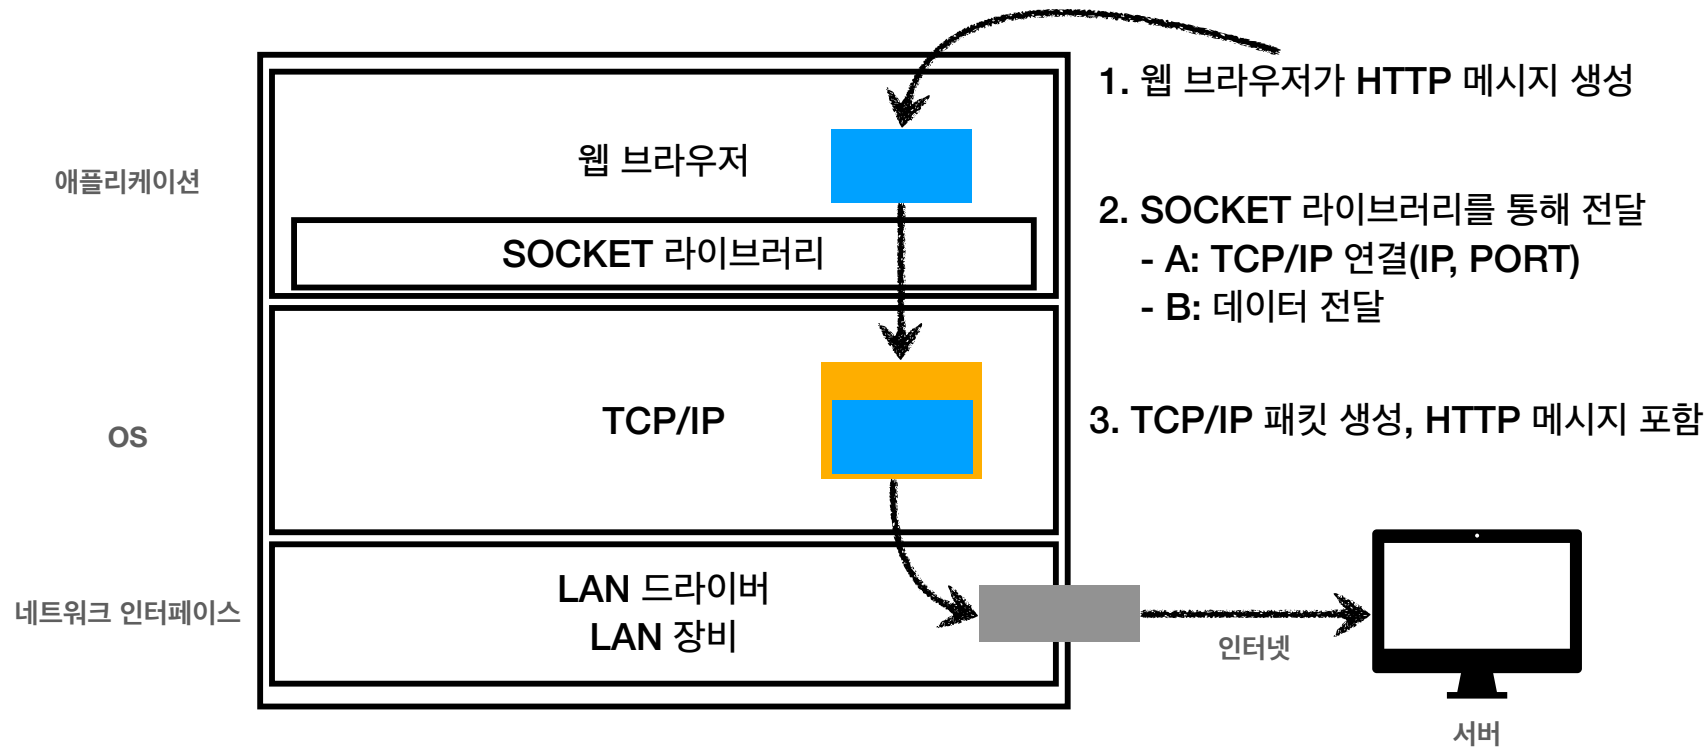 1. 웹 브라우저가 HTTP 메시지 생성
애플리케이션
웹 브라우저
SOCKET 라이브러리
2. SOCKET 라이브러리를 통해 전달
- A: TCP/IP 연결(IP, PORT)
- B: 데이터 전달
OS
TCP/IP
3. TCP/IP 패킷 생성, HTTP 메시지 포함
네트워크 인터페이스
LAN 드라이버
LAN 장비
인터넷
서버